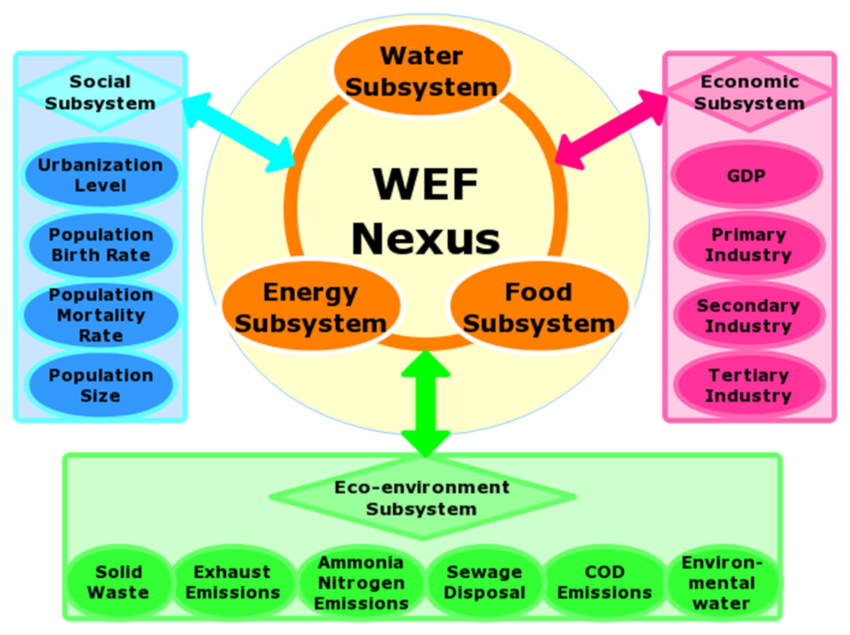 Water
Subsystem
WEF
Nexus
Energy
Subsystem
Food
Subsystem
Social
Subsystem
Urbanization
Level
Population
Birth Rate
Population
Mortality
Rate
Population
Size
Economic
Subsystem
GDP
Primary
Industry
Secondary
Industry
Tertiary
Industry
Eco-environment
Subsystem
Solid
Waste
Exhaust
Emissions
Ammonia
Nitrogen
Emissions
Sewage
Disposal
COD
Emissions
Environ-
mental
water